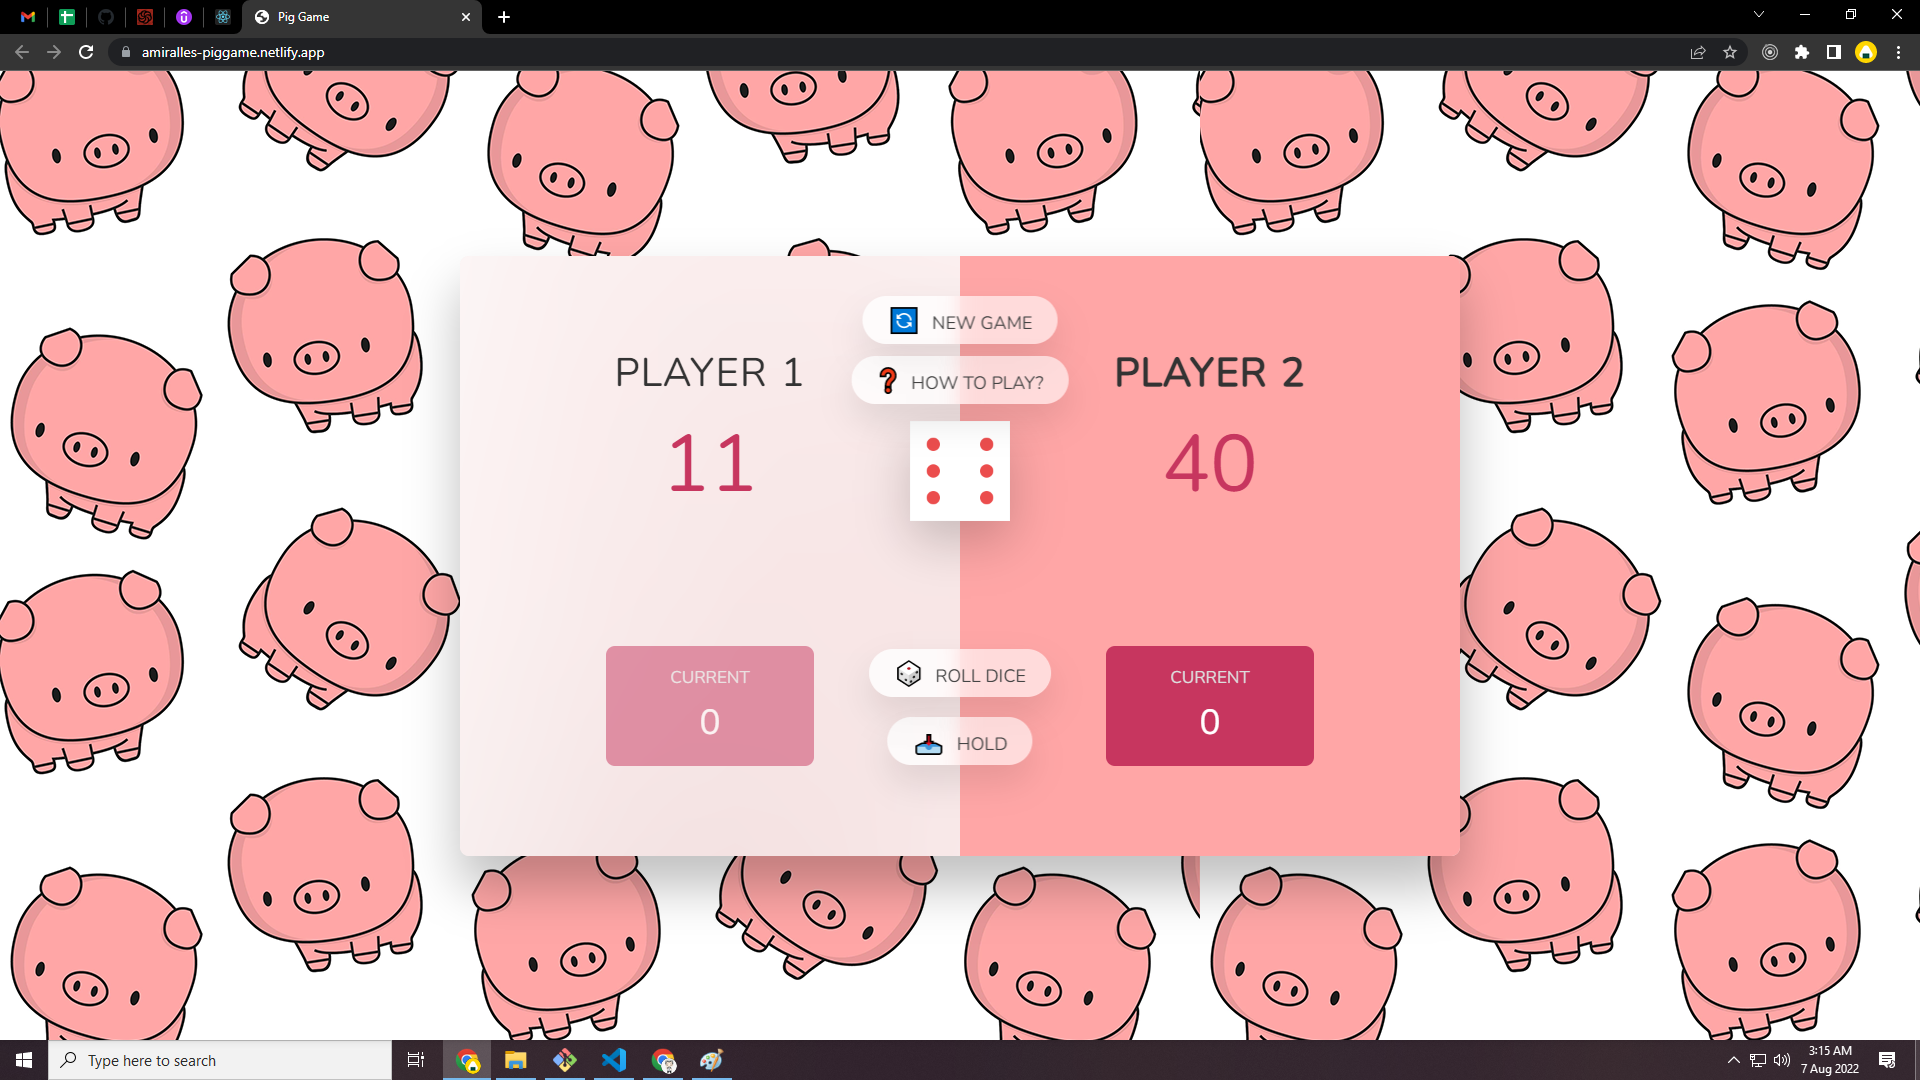 Pig Game
amiralles-piggame.netlify.app
NEW GAME
HOW TO PLAY?
PLAYER 1
11
PLAYER 2
40
CURRENT
0
ROLL DICE
HOLD
CURRENT
0
Type here to search
3:15 AM
7 Aug 2022